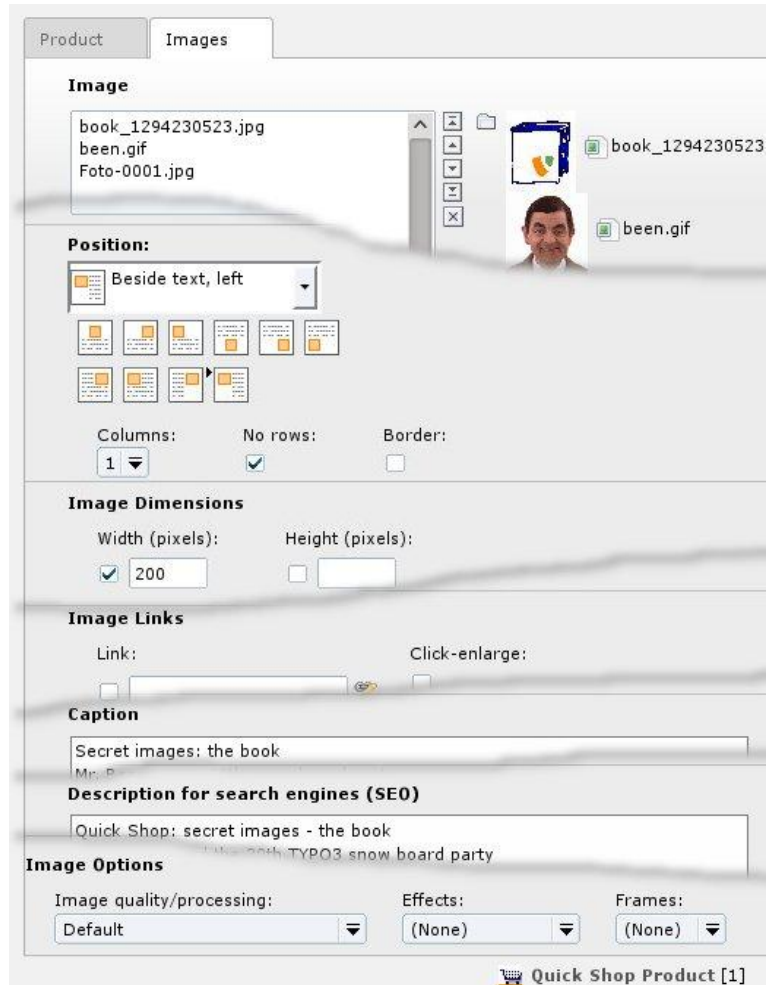 Product Images
Image
book_1294230523.jpg
been.gif
Foto-0001.jpg
book_1294230523
been.gif
Position:
Beside text, left
Columns: No rows: Border:
1
Image Dimensions
Width (pixels): Height (pixels):
200
Image Links
Link: Click-enlarge:
Caption
Secret images: the book
Mr.
Description for search engines (SEO)
Quick Shop: secret images - the book
TYPO3 snow board party
Image Options
Image quality/processing: Effects: Frames:
Default (None) (None)
Quick Shop Product [1]